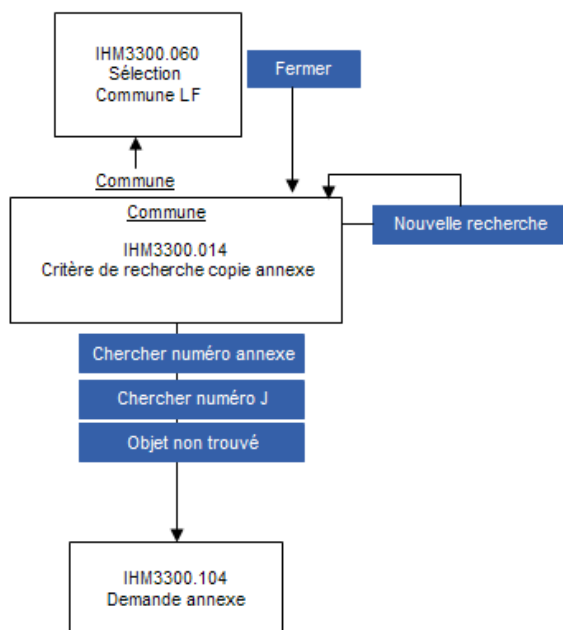 IHM3300.060
Sélection
Commune LF
Fermer
Commune
Commune
Nouvelle recherche
IHM3300.014
Critère de recherche copie annexe
Chercher numéro annexe
Chercher numéro J
Objet non trouvé
IHM3300.104
Demande annexe